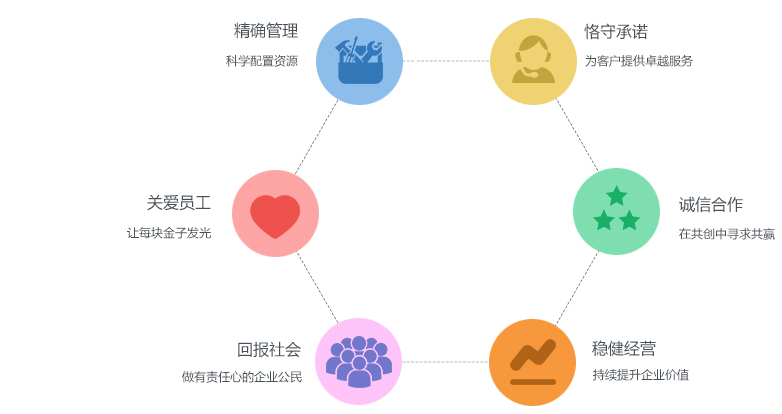 精确管理
科学配置资源
恪守承诺
为客户提供卓越服务
关爱员工
让每块金子发光
诚信合作
在共创中寻求共赢
回报社会
做有责任心的企业公民
稳健经营
持续提升企业价值